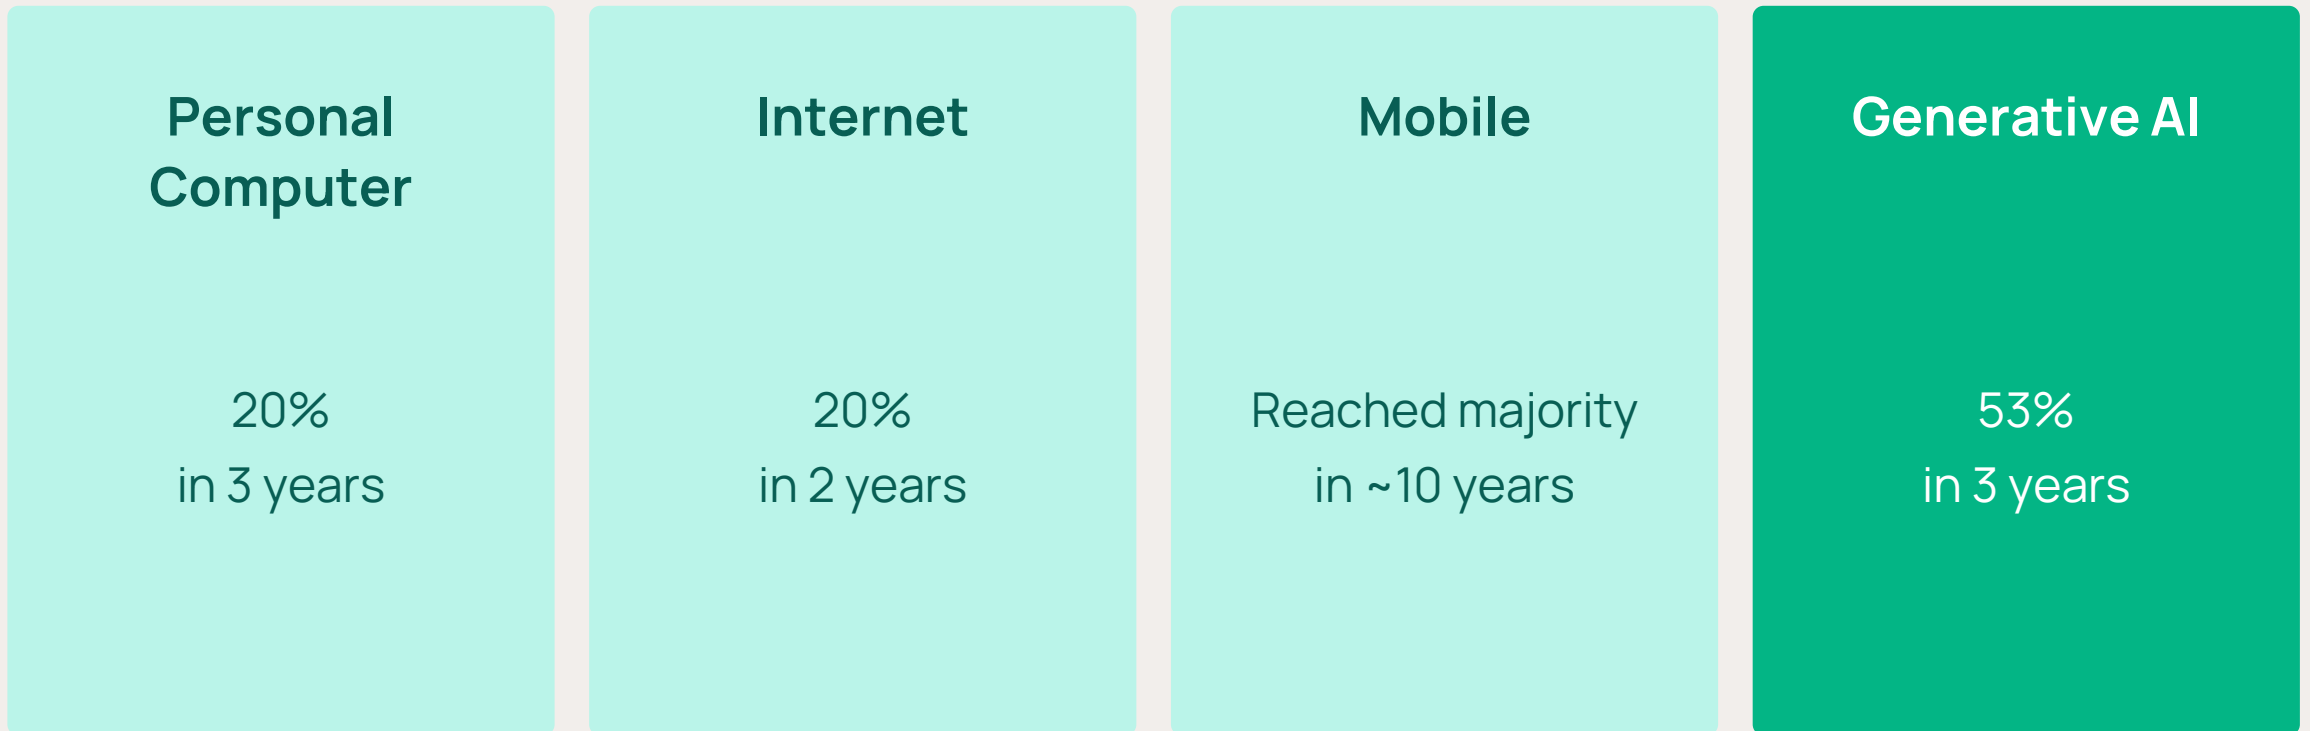 Personal
Computer
20%
in 3 years
Internet
20%
in 2 years
Mobile
Reached majority
in ~10 years
Generative AI
53%
in 3 years